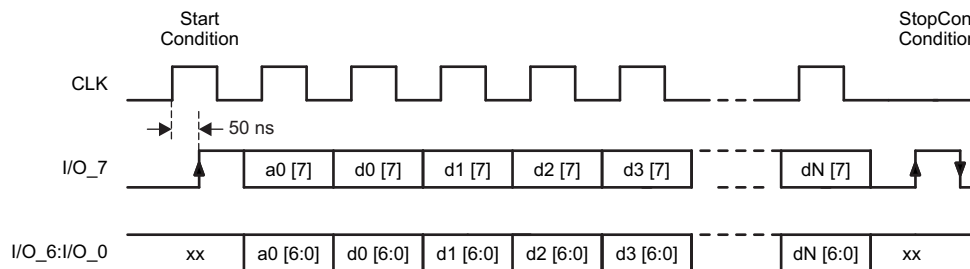 Start
Condition
StopCon
Condition
CLK
50 ns
I/O_7
a0 [7]
d0 [7]
d1 [7]
d2 [7]
d3 [7]
dN [7]
I/O_6:I/O_0
xx
a0 [6:0]
d0 [6:0]
d1 [6:0]
d2 [6:0]
d3 [6:0]
dN [6:0]
xx